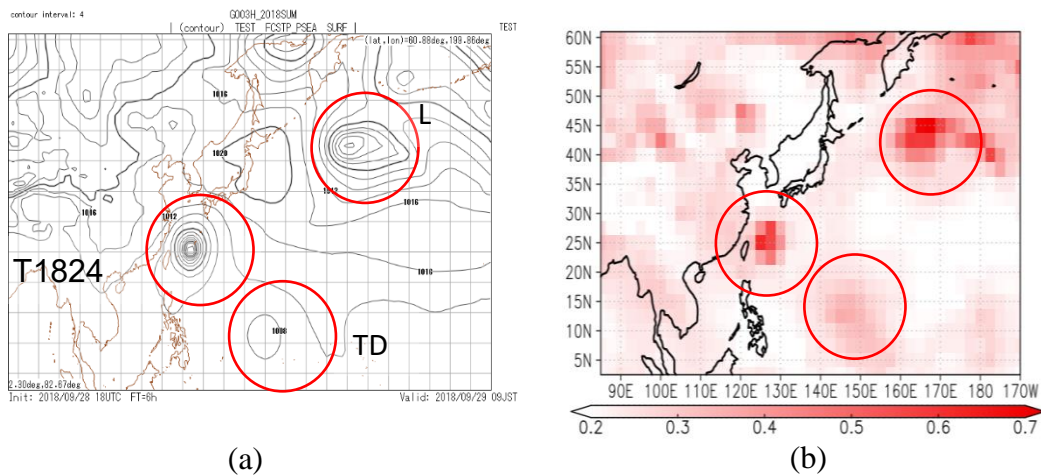 contour interval: 4
G003H_2018SUM
| (contour) TEST FCSTP_PSEA SURF |
TEST
(lat,lon)=60.88deg,199.86deg
1016
L
1020
1012
1016
1016
1012
T1824
1016
1008
TD
2.30deg,82.67deg
Init: 2018/09/28 18UTC FT=6h
Valid: 2018/09/29 09JST
(a)
60N
55N
50N
45N
40N
35N
30N
25N
20N
15N
10N
5N
90E 100E 110E 120E 130E 140E 150E 160E 170E 180 170W
0.2 0.3 0.4 0.5 0.6 0.7
(b)